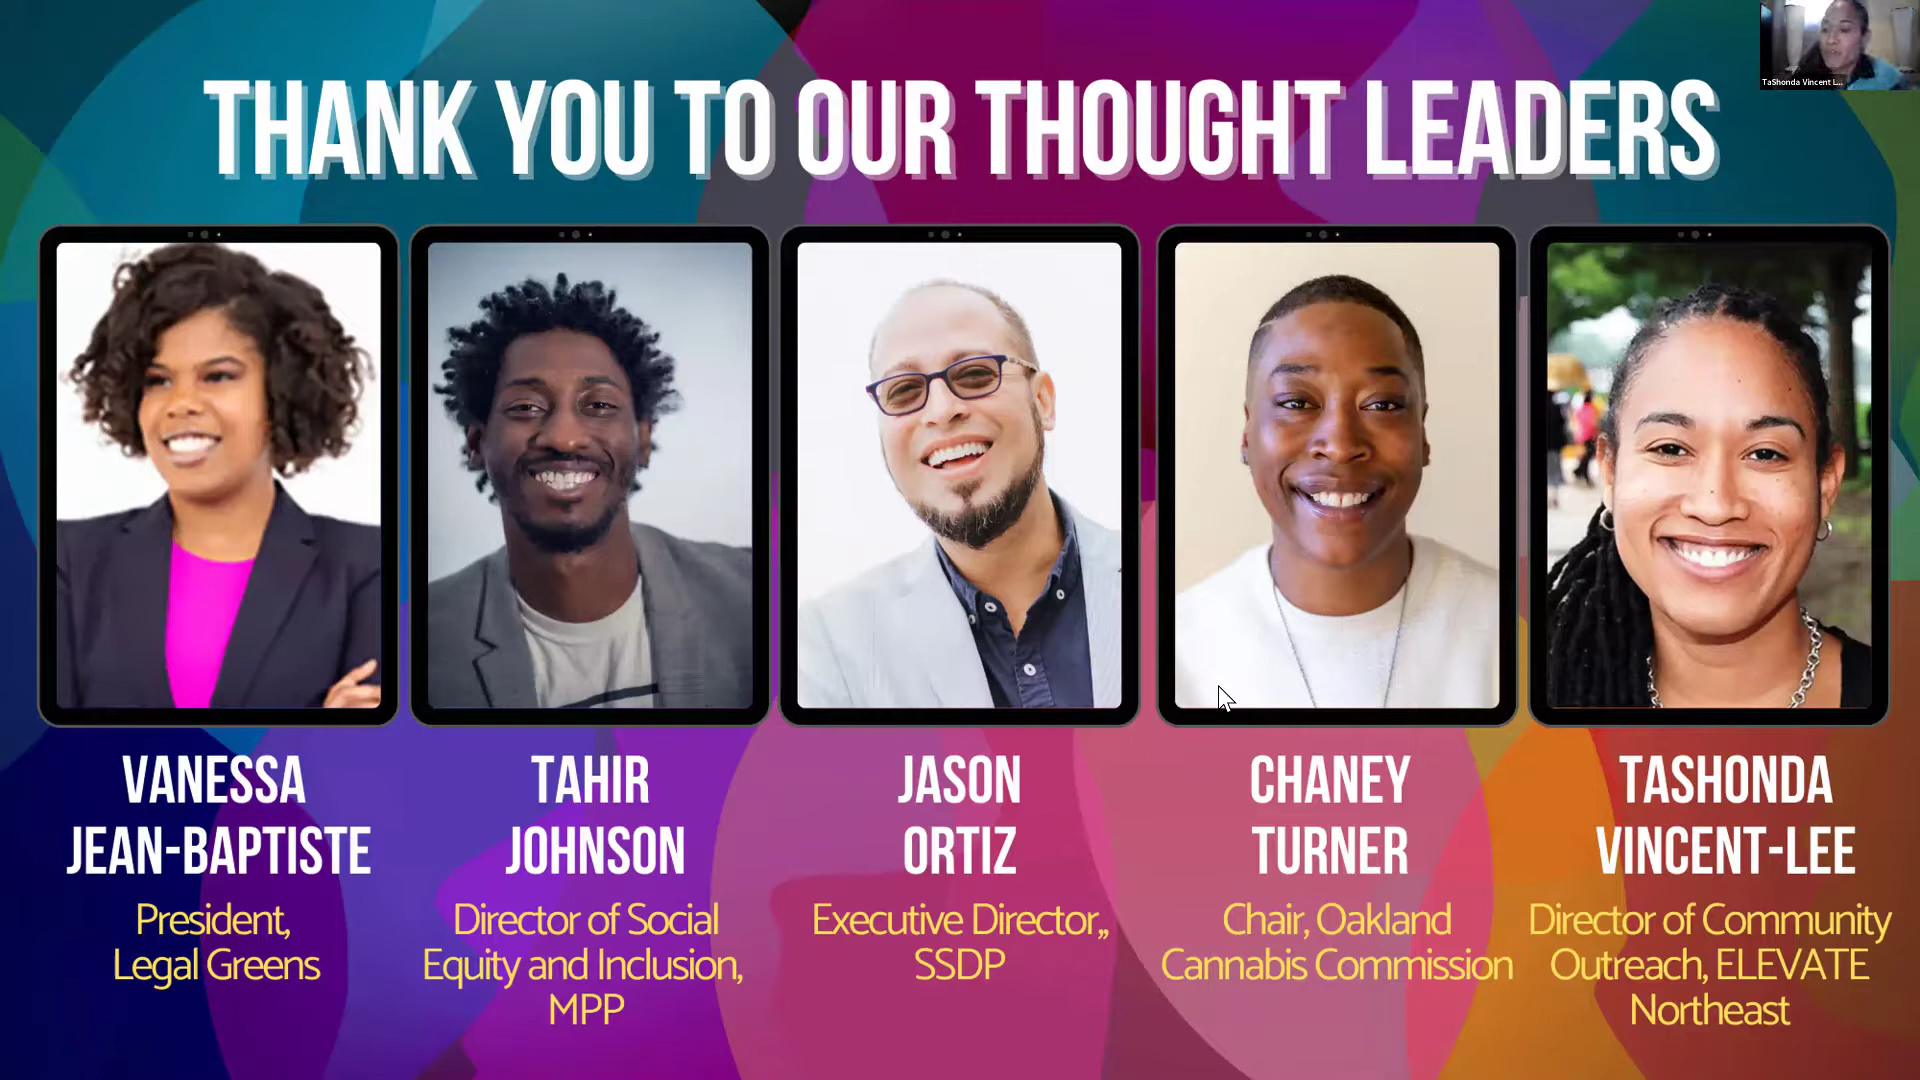 TaShonda Vincent L...
THANK YOU TO OUR THOUGHT LEADERS
VANESSA
JEAN-BAPTISTE
President,
Legal Greens
TAHIR
JOHNSON
Director of Social
Equity and Inclusion,
MPP
JASON
ORTIZ
Executive Director,,
SSDP
CHANEY
TURNER
Chair, Oakland
Cannabis Commission
TASHONDA
VINCENT-LEE
Director of Community
Outreach, ELEVATE
Northeast